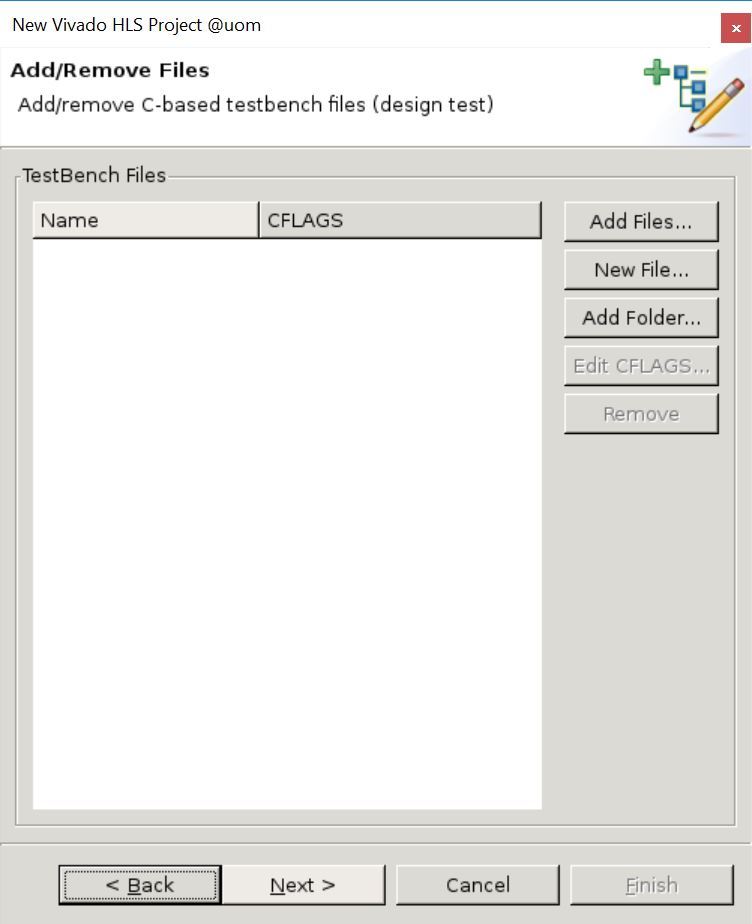 New Vivado HLS Project @uom
Add/Remove Files
Add/remove C-based testbench files (design test)
TestBench Files
Name CFLAGS
Add Files...
New File...
Add Folder...
Edit CFLAGS...
Remove
< Back Next > Cancel Finish